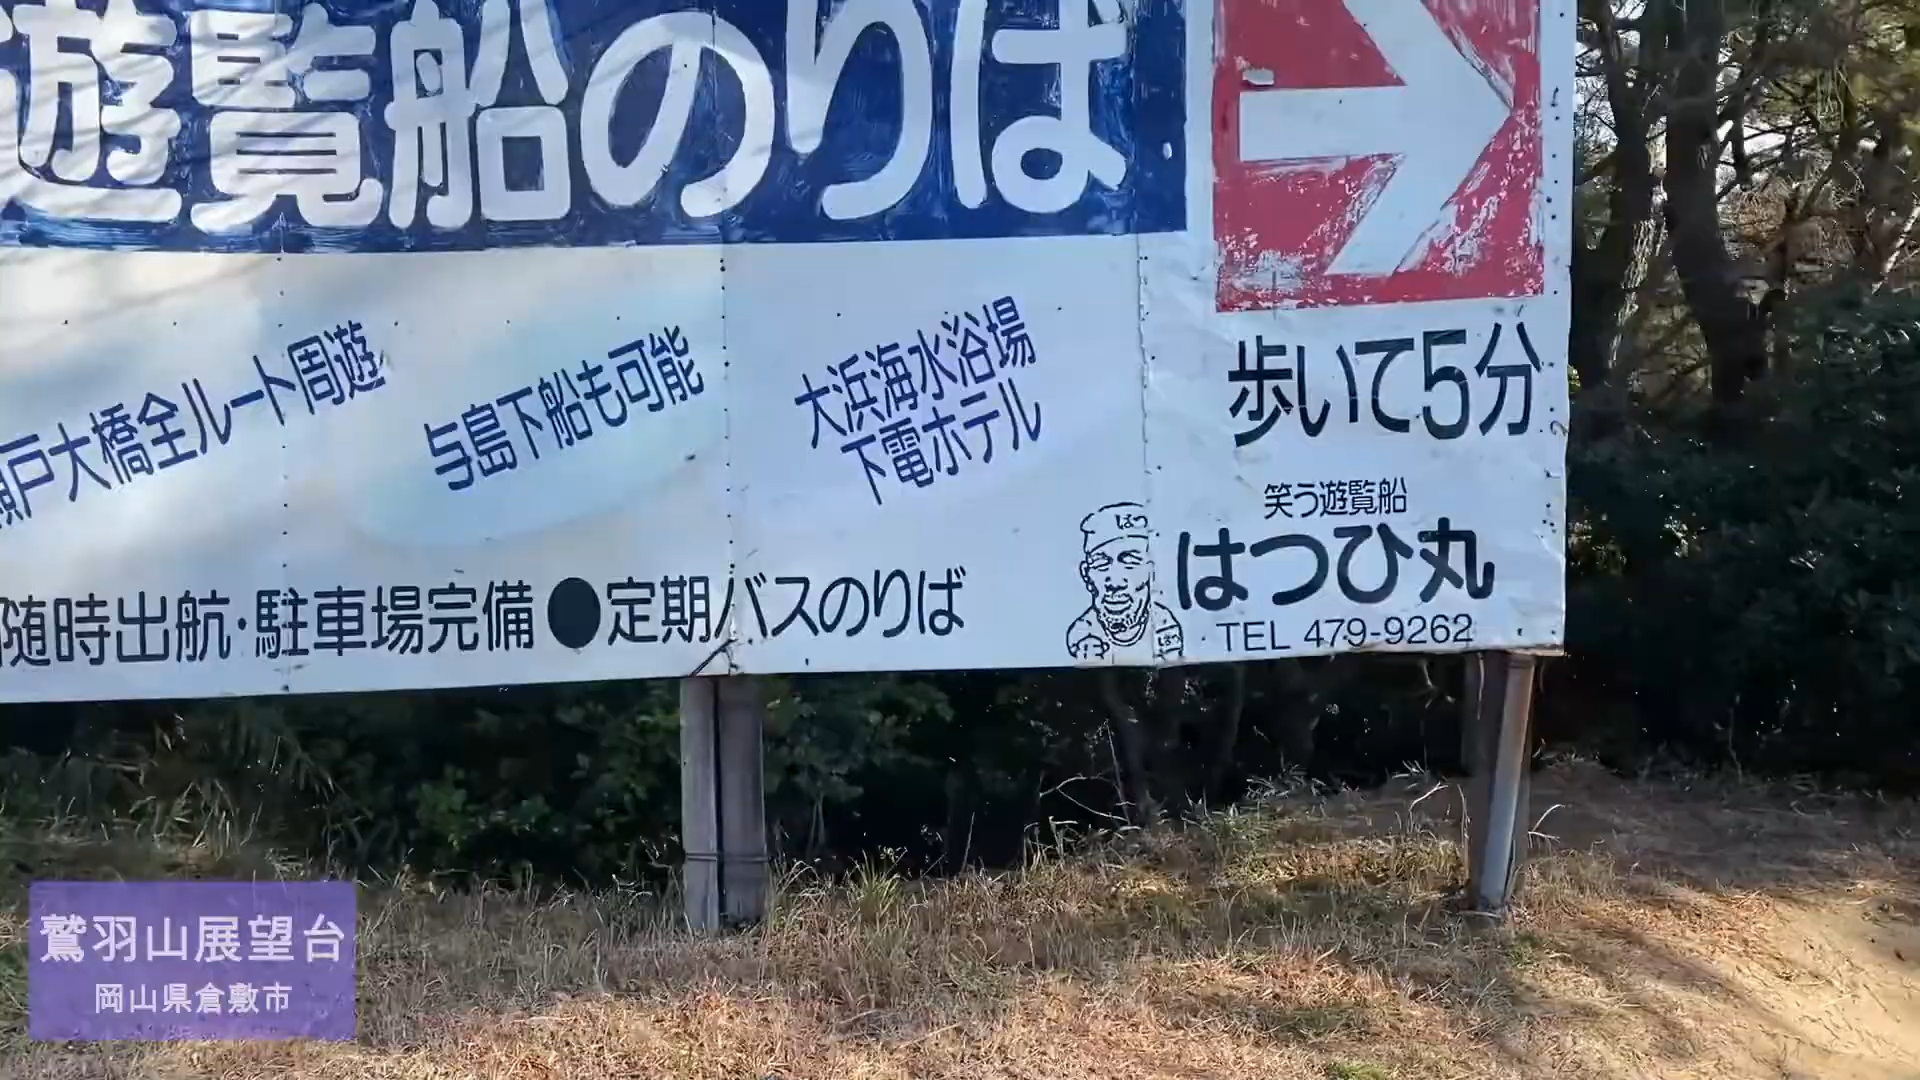 遊覧船のりば
瀬戸大橋全ルート周遊
与島下船も可能
大浜海水浴場
下電ホテル
歩いて5分
笑う遊覧船
はつひ丸
TEL 479-9262
随時出航・駐車場完備●定期バスのりば
はつ
はつ
鷲羽山展望台
岡山県倉敷市